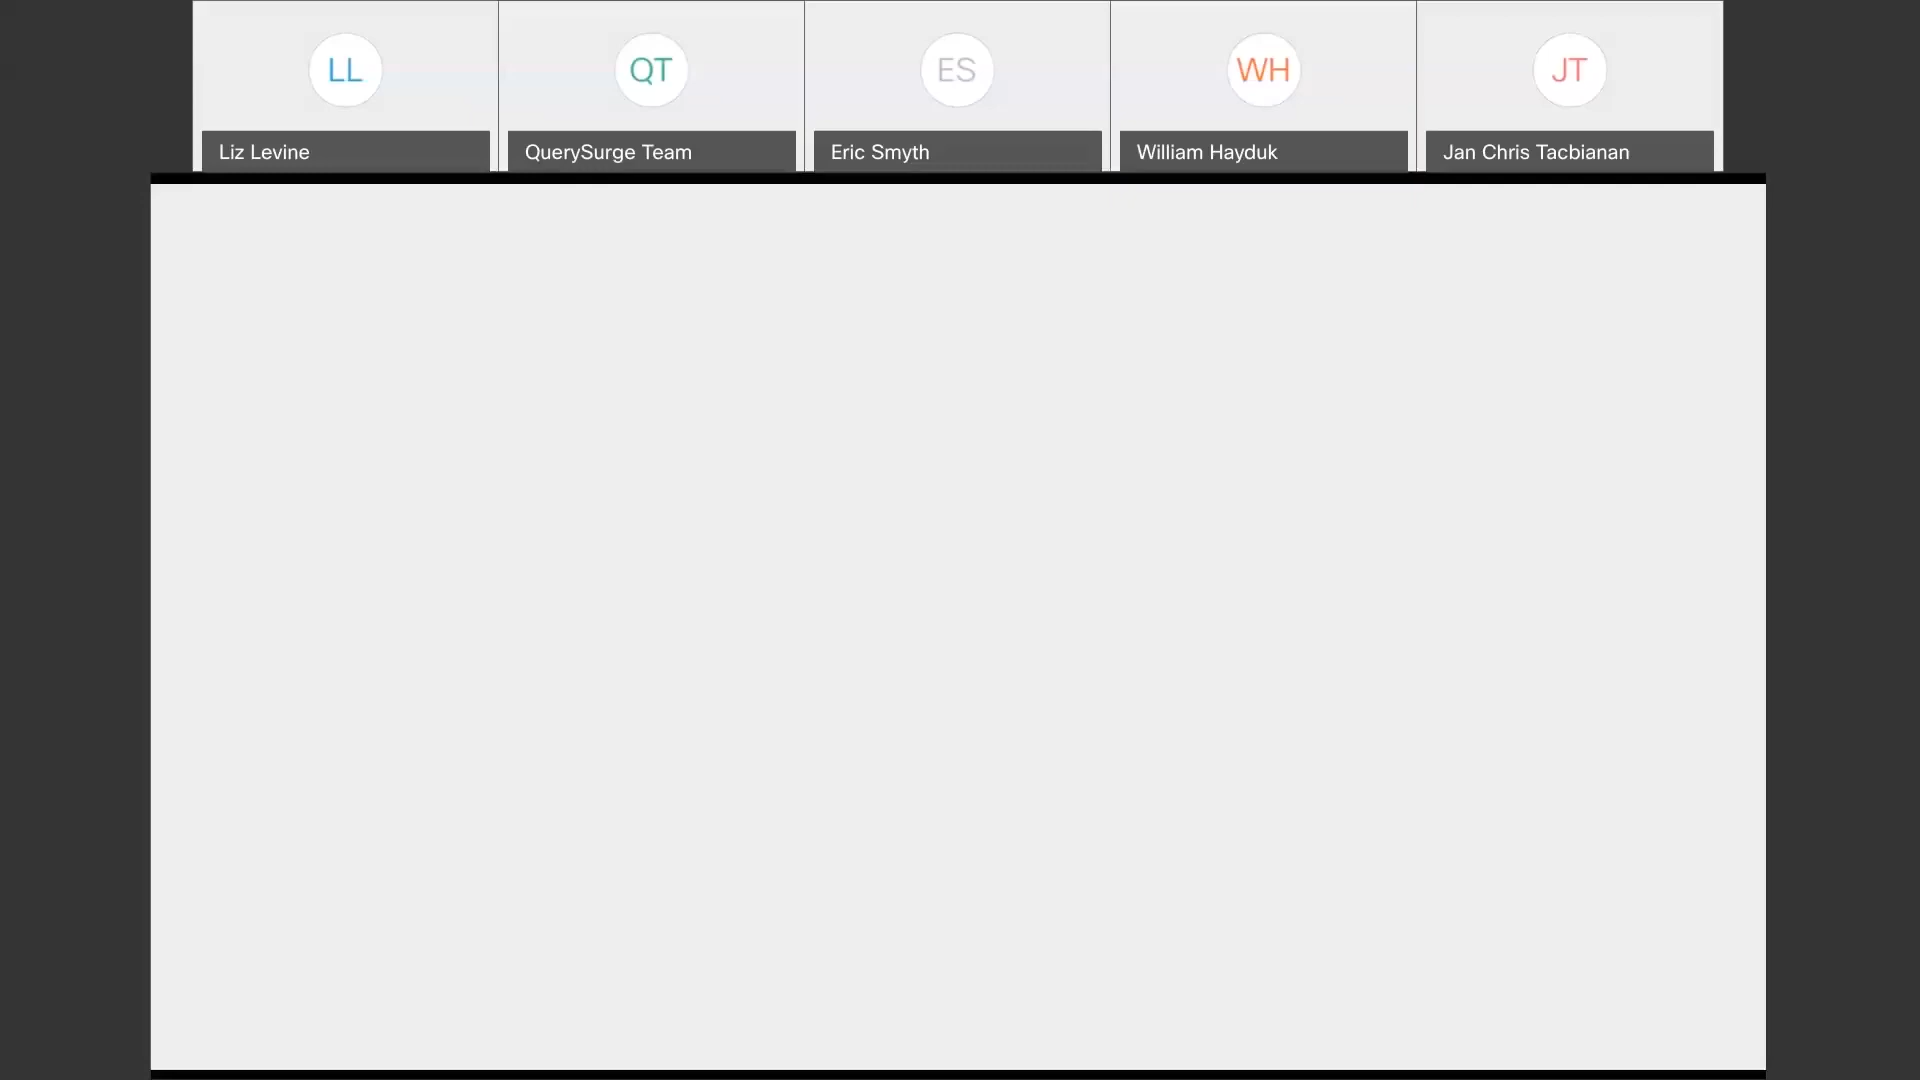 LL
QT
ES
WH
JT
Liz Levine
QuerySurge Team
Eric Smyth
William Hayduk
Jan Chris Tacbianan